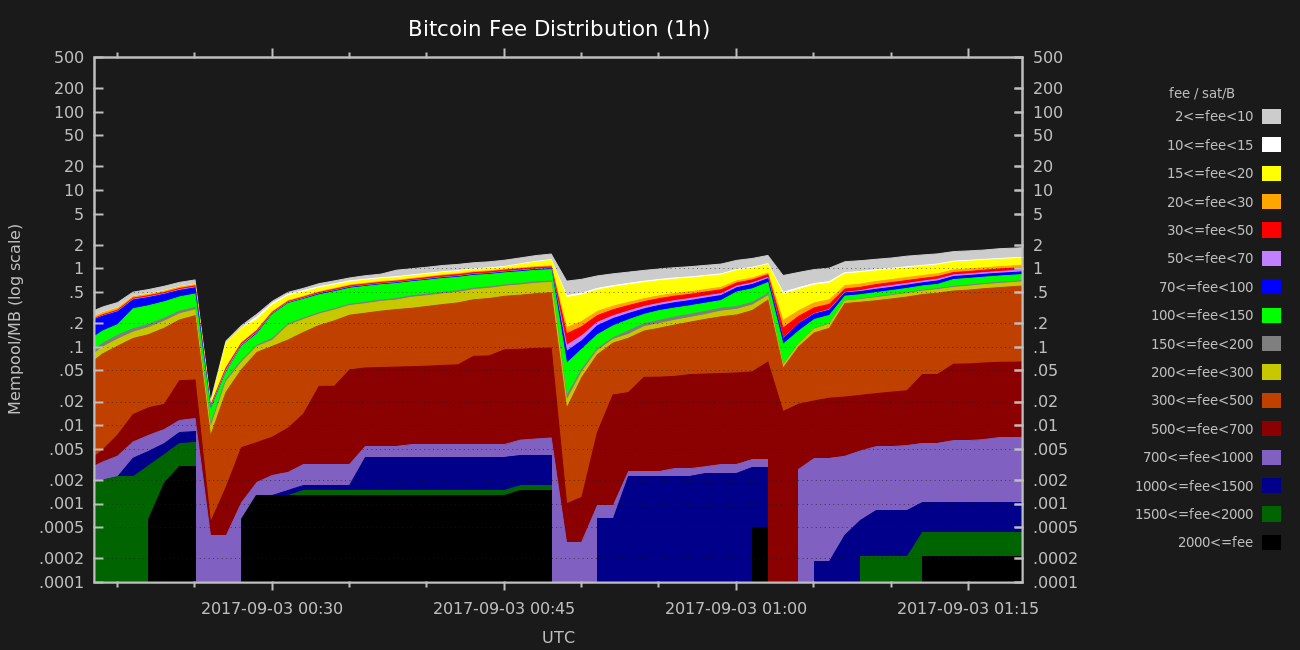 Bitcoin Fee Distribution (1h)
Mempool/MB (log scale)
500
200
100
50
20
10
5
2
1
.5
.2
.1
.05
.02
.01
.005
.002
.001
.0005
.0002
.0001
500
200
100
50
20
10
5
2
1
.5
.2
.1
.05
.02
.01
.005
.002
.001
.0005
.0002
.0001
2017-09-03 00:30
2017-09-03 00:45
2017-09-03 01:00
2017-09-03 01:15
UTC
fee / sat/B
2<=fee<10
10<=fee<15
15<=fee<20
20<=fee<30
30<=fee<50
50<=fee<70
70<=fee<100
100<=fee<150
150<=fee<200
200<=fee<300
300<=fee<500
500<=fee<700
700<=fee<1000
1000<=fee<1500
1500<=fee<2000
2000<=fee